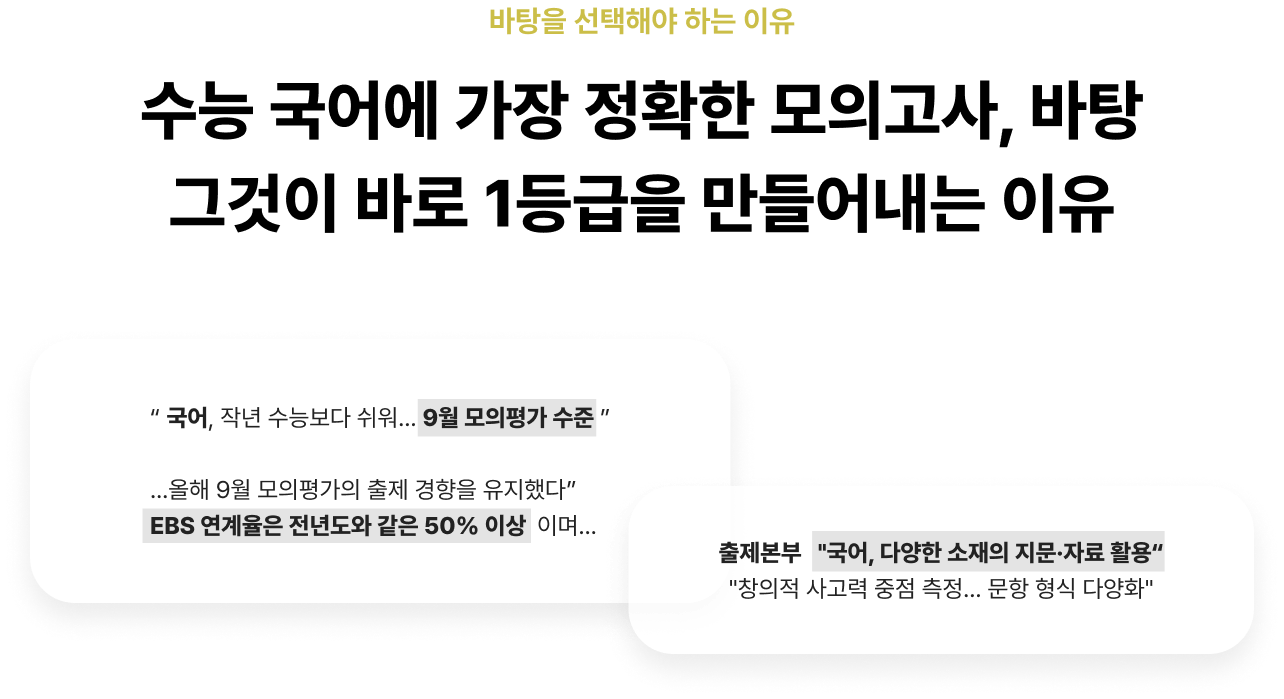 바탕을 선택해야 하는 이유
수능 국어에 가장 정확한 모의고사, 바탕
그것이 바로 1등급을 만들어내는 이유
“ 국어, 작년 수능보다 쉬워... 9월 모의평가 수준 ”
...올해 9월 모의평가의 출제 경향을 유지했다”
EBS 연계율은 전년도와 같은 50% 이상 이며...
출제본부 "국어, 다양한 소재의 지문·자료 활용“
"창의적 사고력 중점 측정... 문항 형식 다양화"